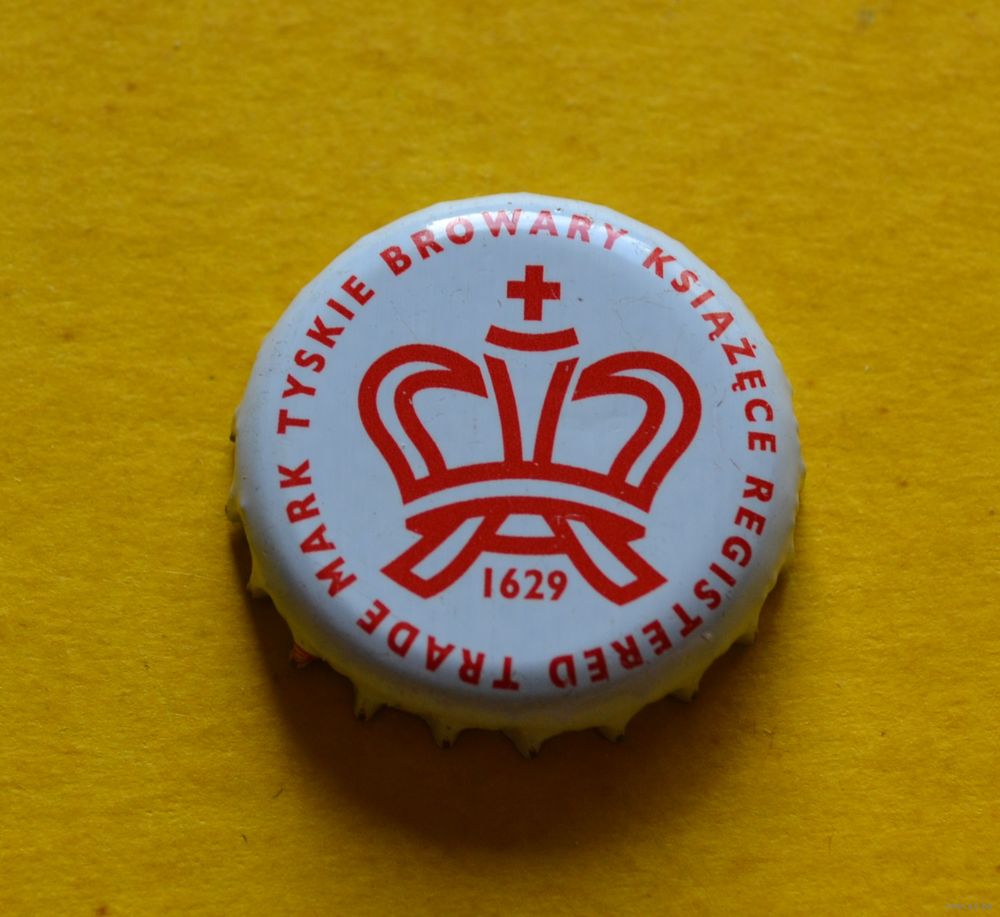 TYSKIE BROWARY KSIĄŻĘCE REGISTERED TRADE MARK
1629